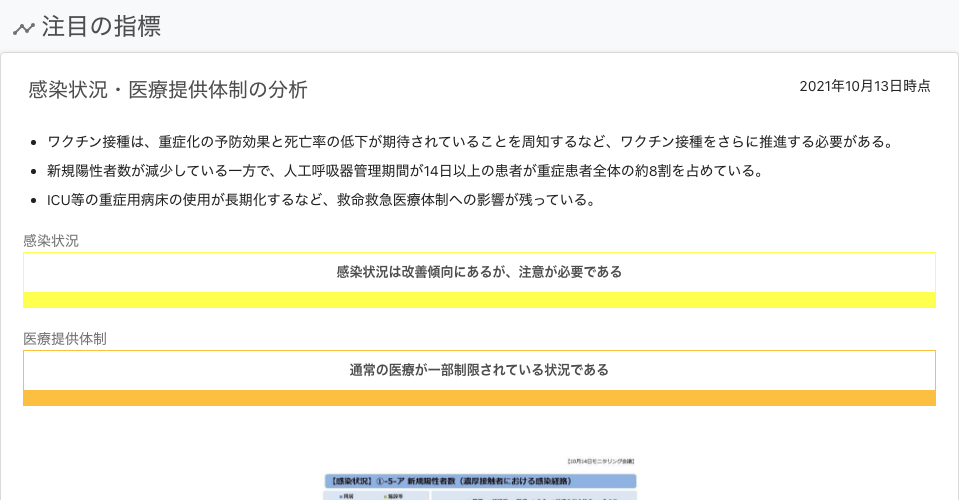 注目の指標
感染状況・医療提供体制の分析
2021年10月13日時点
ワクチン接種は、重症化の予防効果と死亡率の低下が期待されていることを周知するなど、ワクチン接種をさらに推進する必要がある。
新規陽性者数が減少している一方で、人工呼吸器管理期間が14日以上の患者が重症患者全体の約8割を占めている。
ICU等の重症用病床の使用が長期化するなど、救命救急医療体制への影響が残っている。
感染状況
感染状況は改善傾向にあるが、注意が必要である
医療提供体制
通常の医療が一部制限されている状況である
【10月14日モニタリング会議】
【感染状況】①-5-ア 新規陽性者数（濃厚接触者における感染経路）